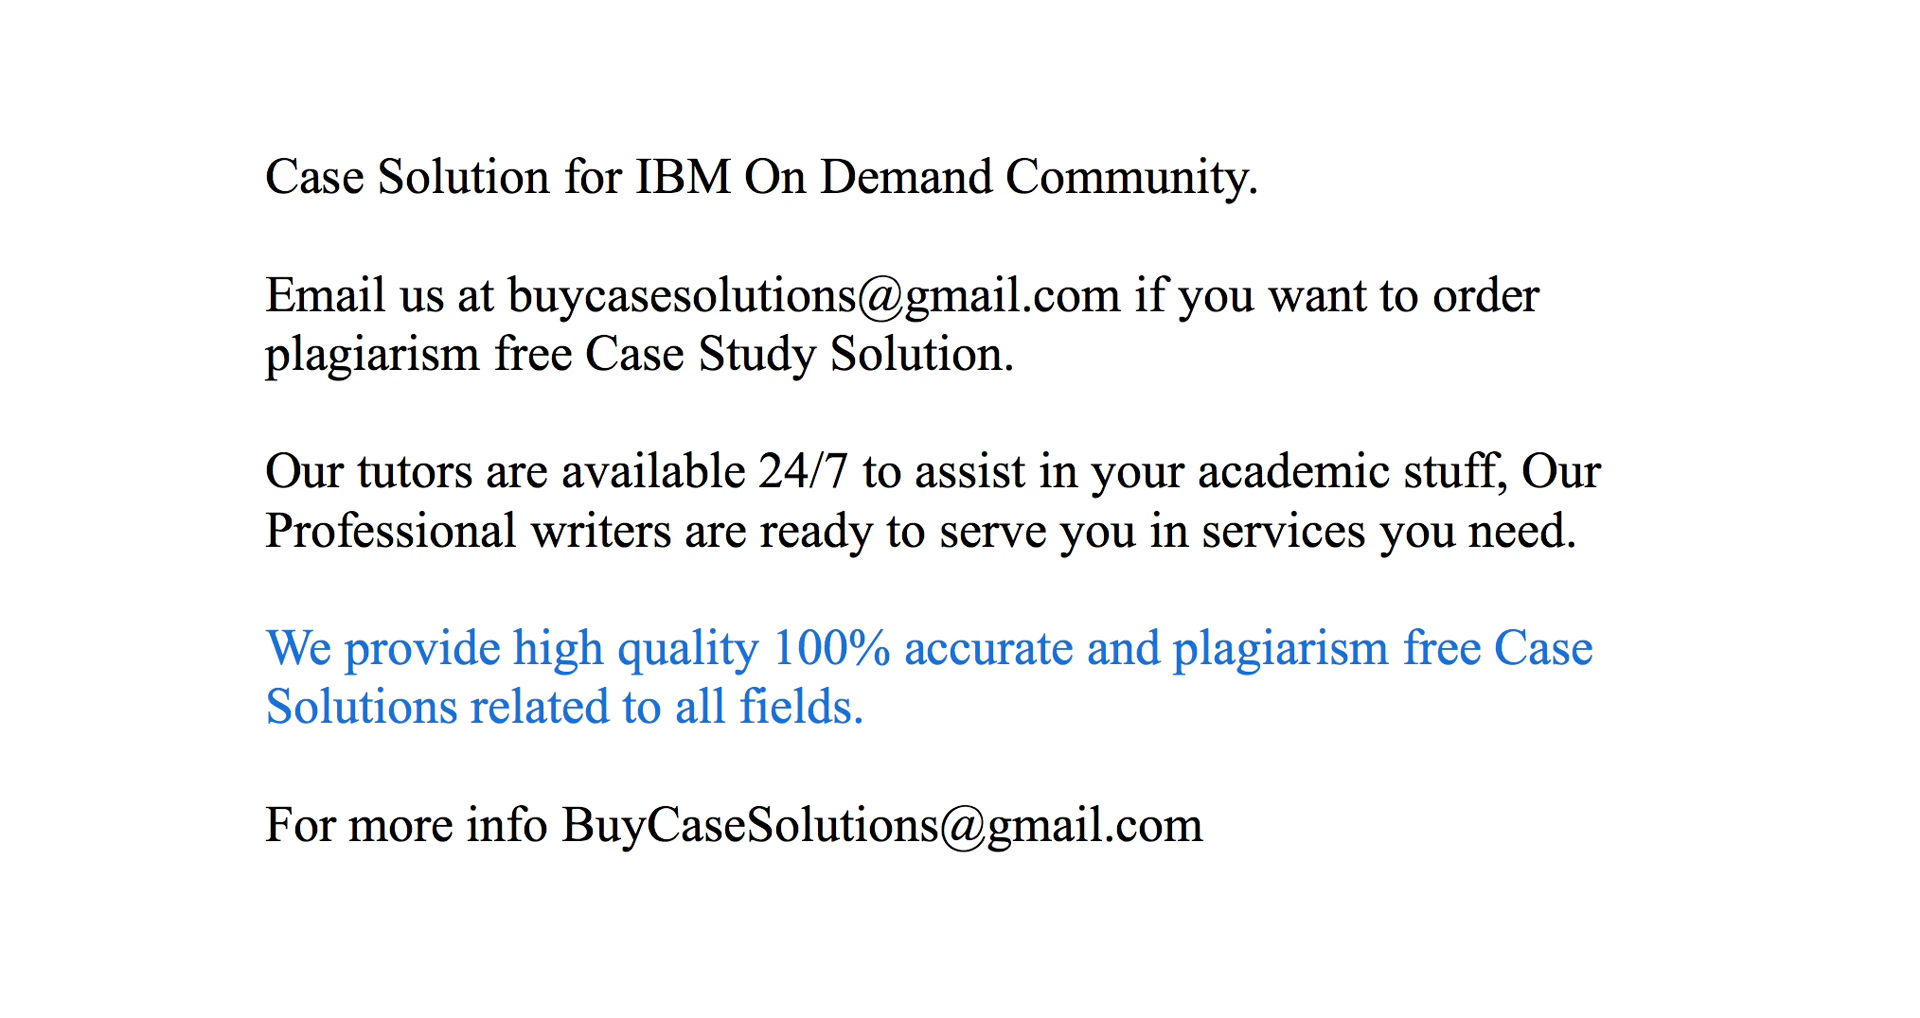 Case Solution for IBM On Demand Community.
Email us at buycasesolutions@gmail.com if you want to order
plagiarism free Case Study Solution.
Our tutors are available 24/7 to assist in your academic stuff, Our
Professional writers are ready to serve you in services you need.
We provide high quality 100% accurate and plagiarism free Case
Solutions related to all fields.
For more info BuyCaseSolutions@gmail.com